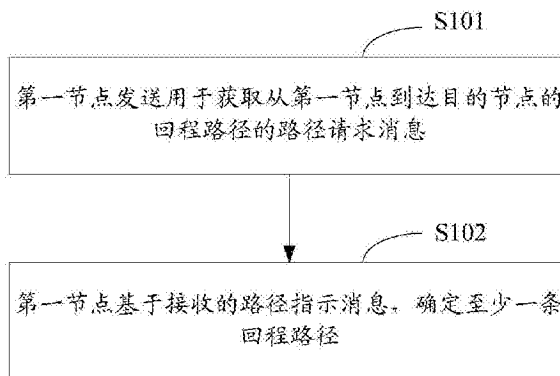 S101
第一节点发送用于获取从第一节点到达目的节点的
回程路径的路径请求消息
S102
第一节点基于接收的路径指示消息，确定至少一条
回程路径